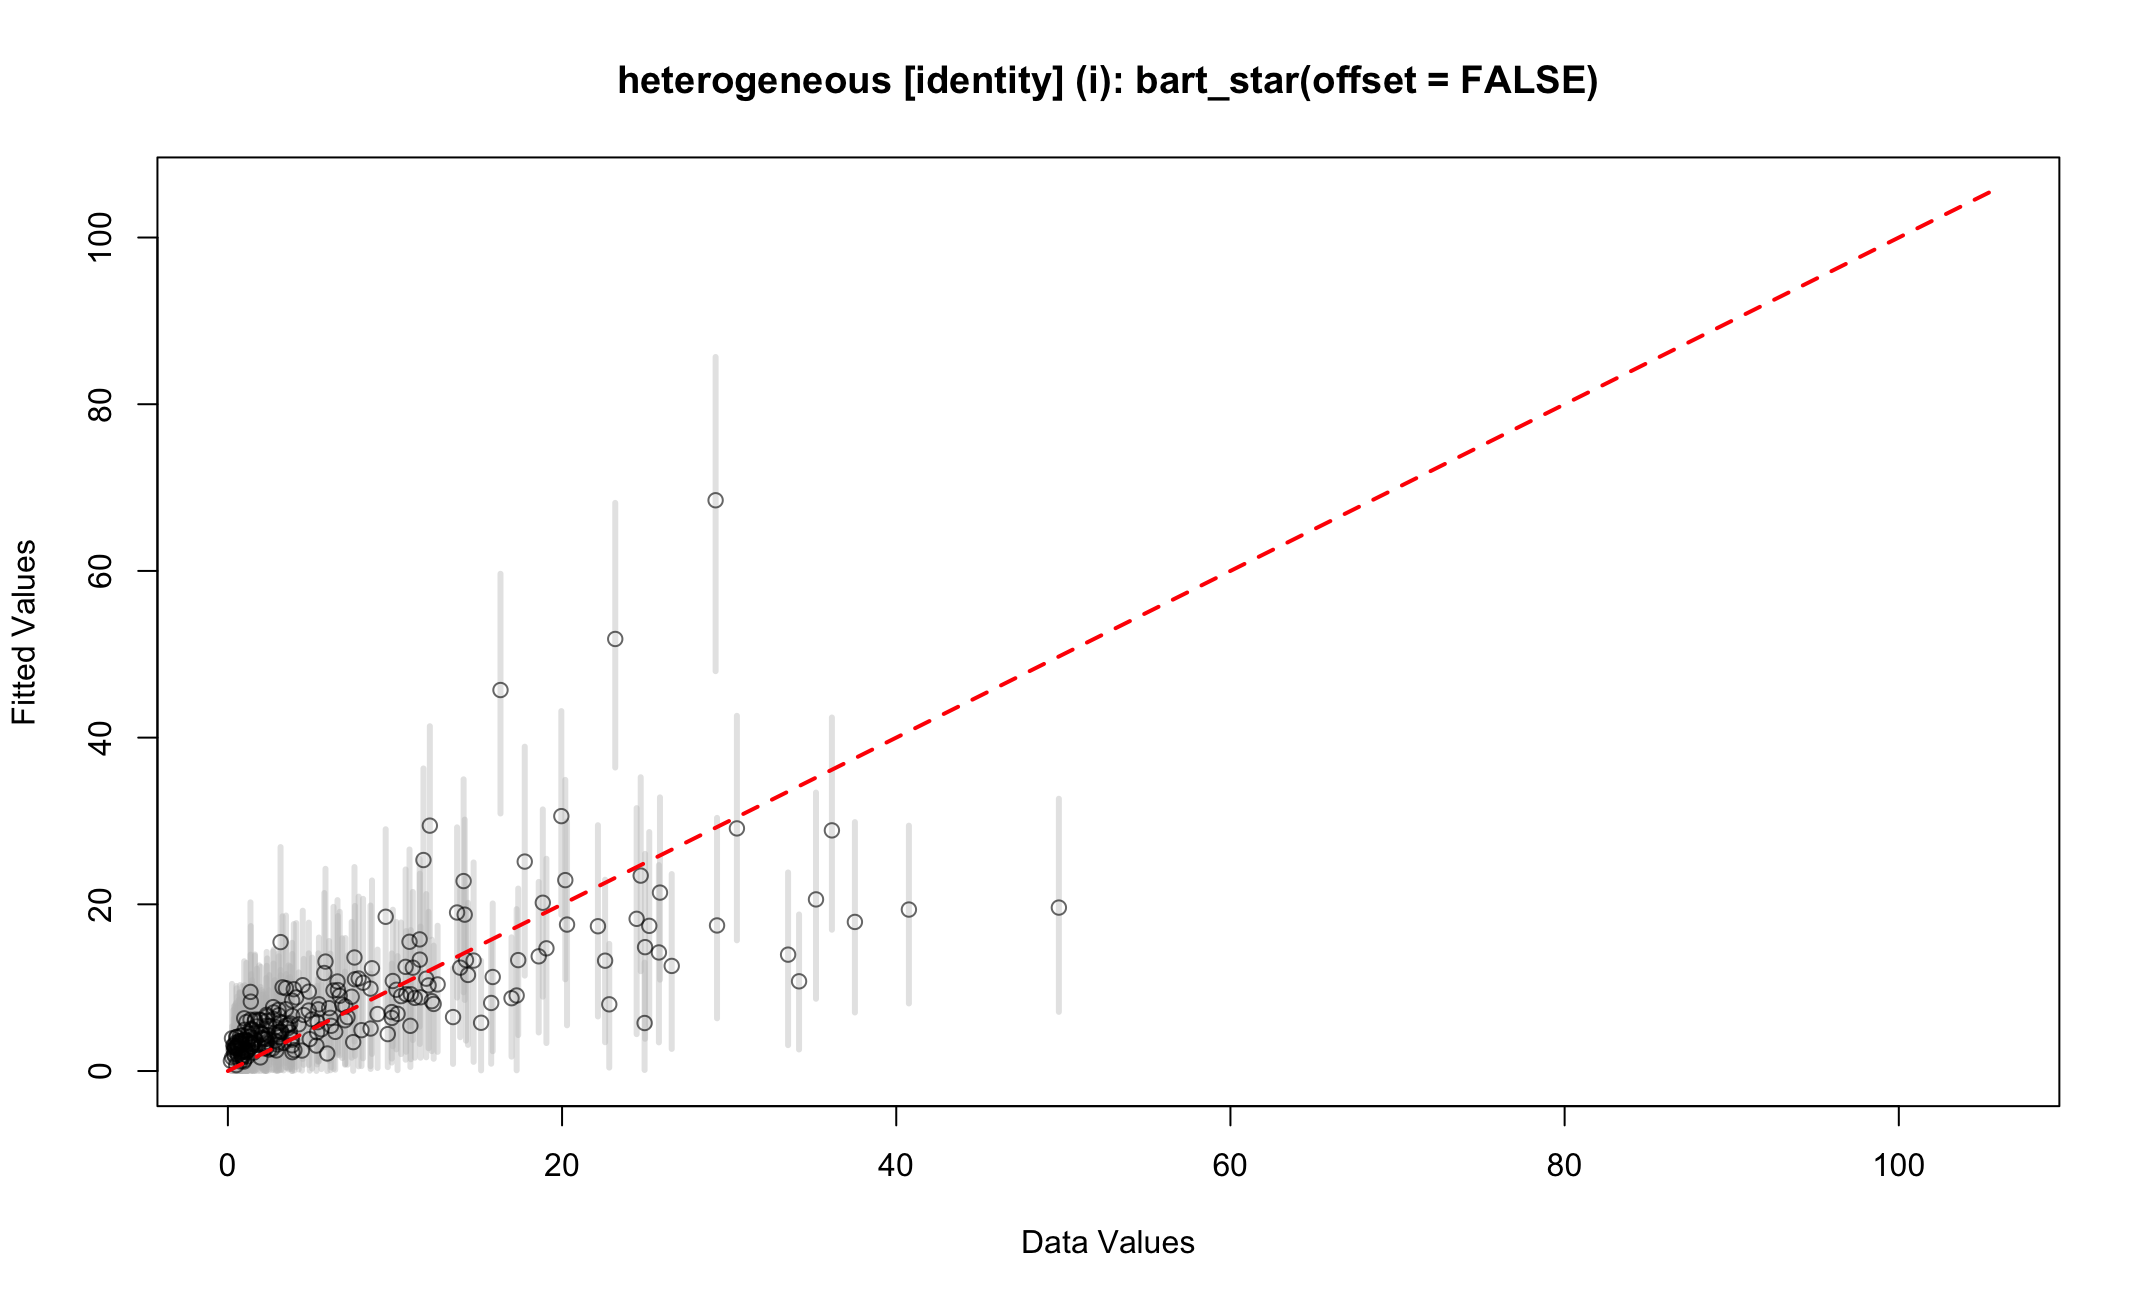 heterogeneous [identity] (i): bart_star(offset = FALSE)
Fitted Values
100
80
60
40
20
0
0 20 40 60 80 100
Data Values